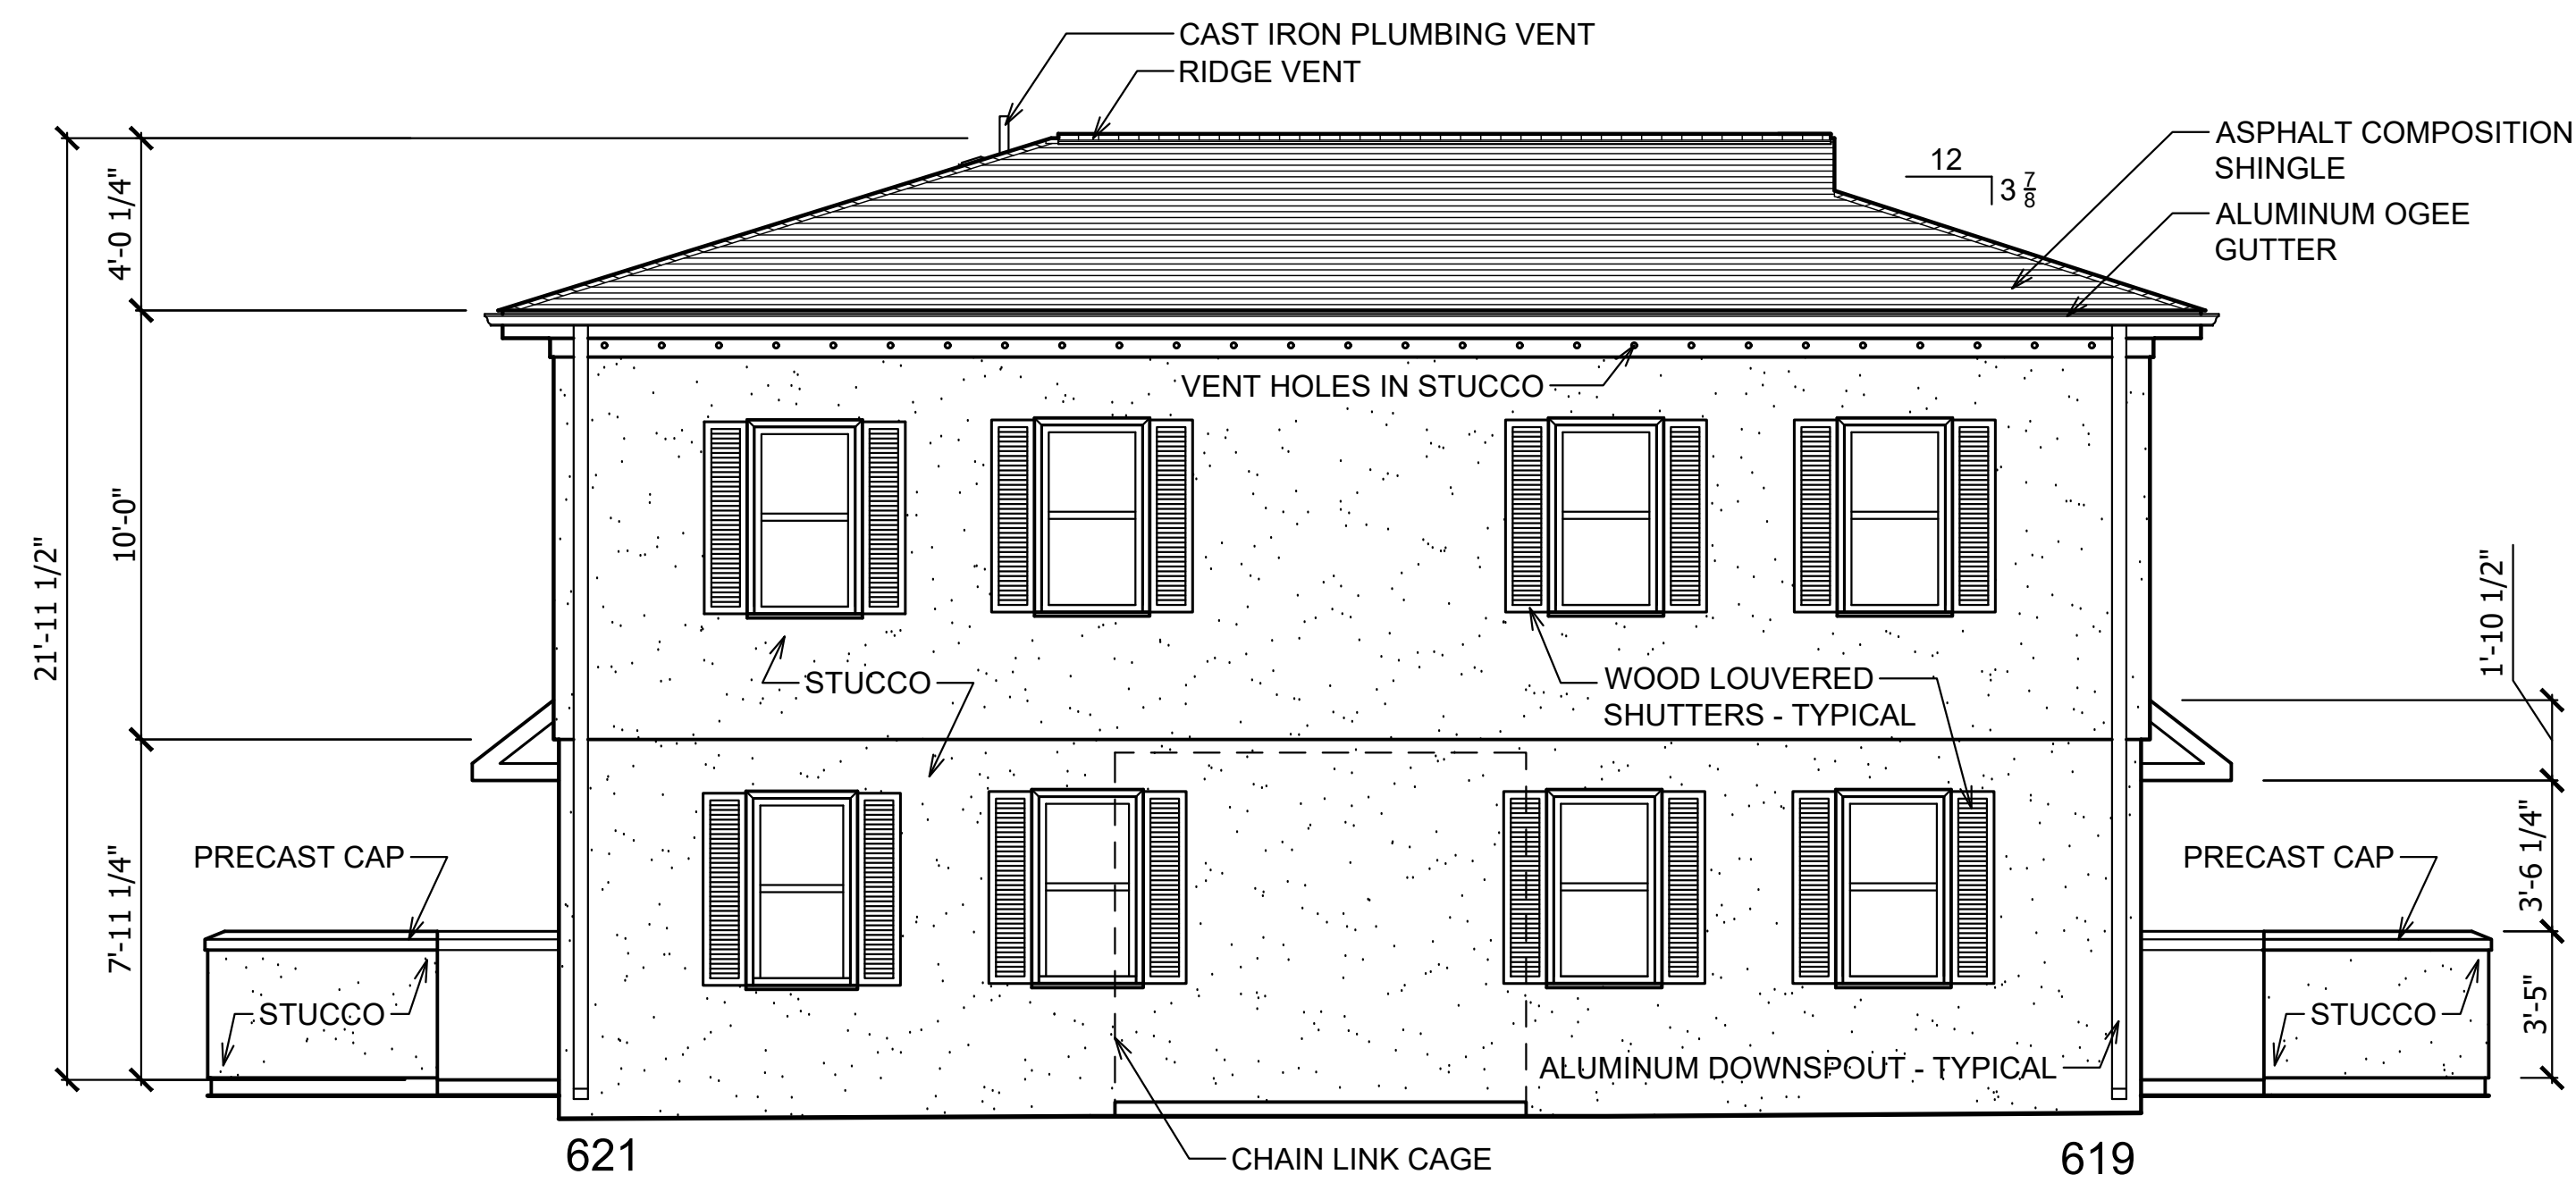 CAST IRON PLUMBING VENT
RIDGE VENT
ASPHALT COMPOSITION
SHINGLE
12
3 7/8
ALUMINUM OGEE
GUTTER
4'-0 1/4"
VENT HOLES IN STUCCO
10'-0"
21'-11 1/2"
1'-10 1/2"
STUCCO
WOOD LOUVERED
SHUTTERS - TYPICAL
PRECAST CAP
PRECAST CAP
7'-11 1/4"
3'-6 1/4"
STUCCO
STUCCO
3'-5"
ALUMINUM DOWNSPOUT - TYPICAL
621
CHAIN LINK CAGE
619